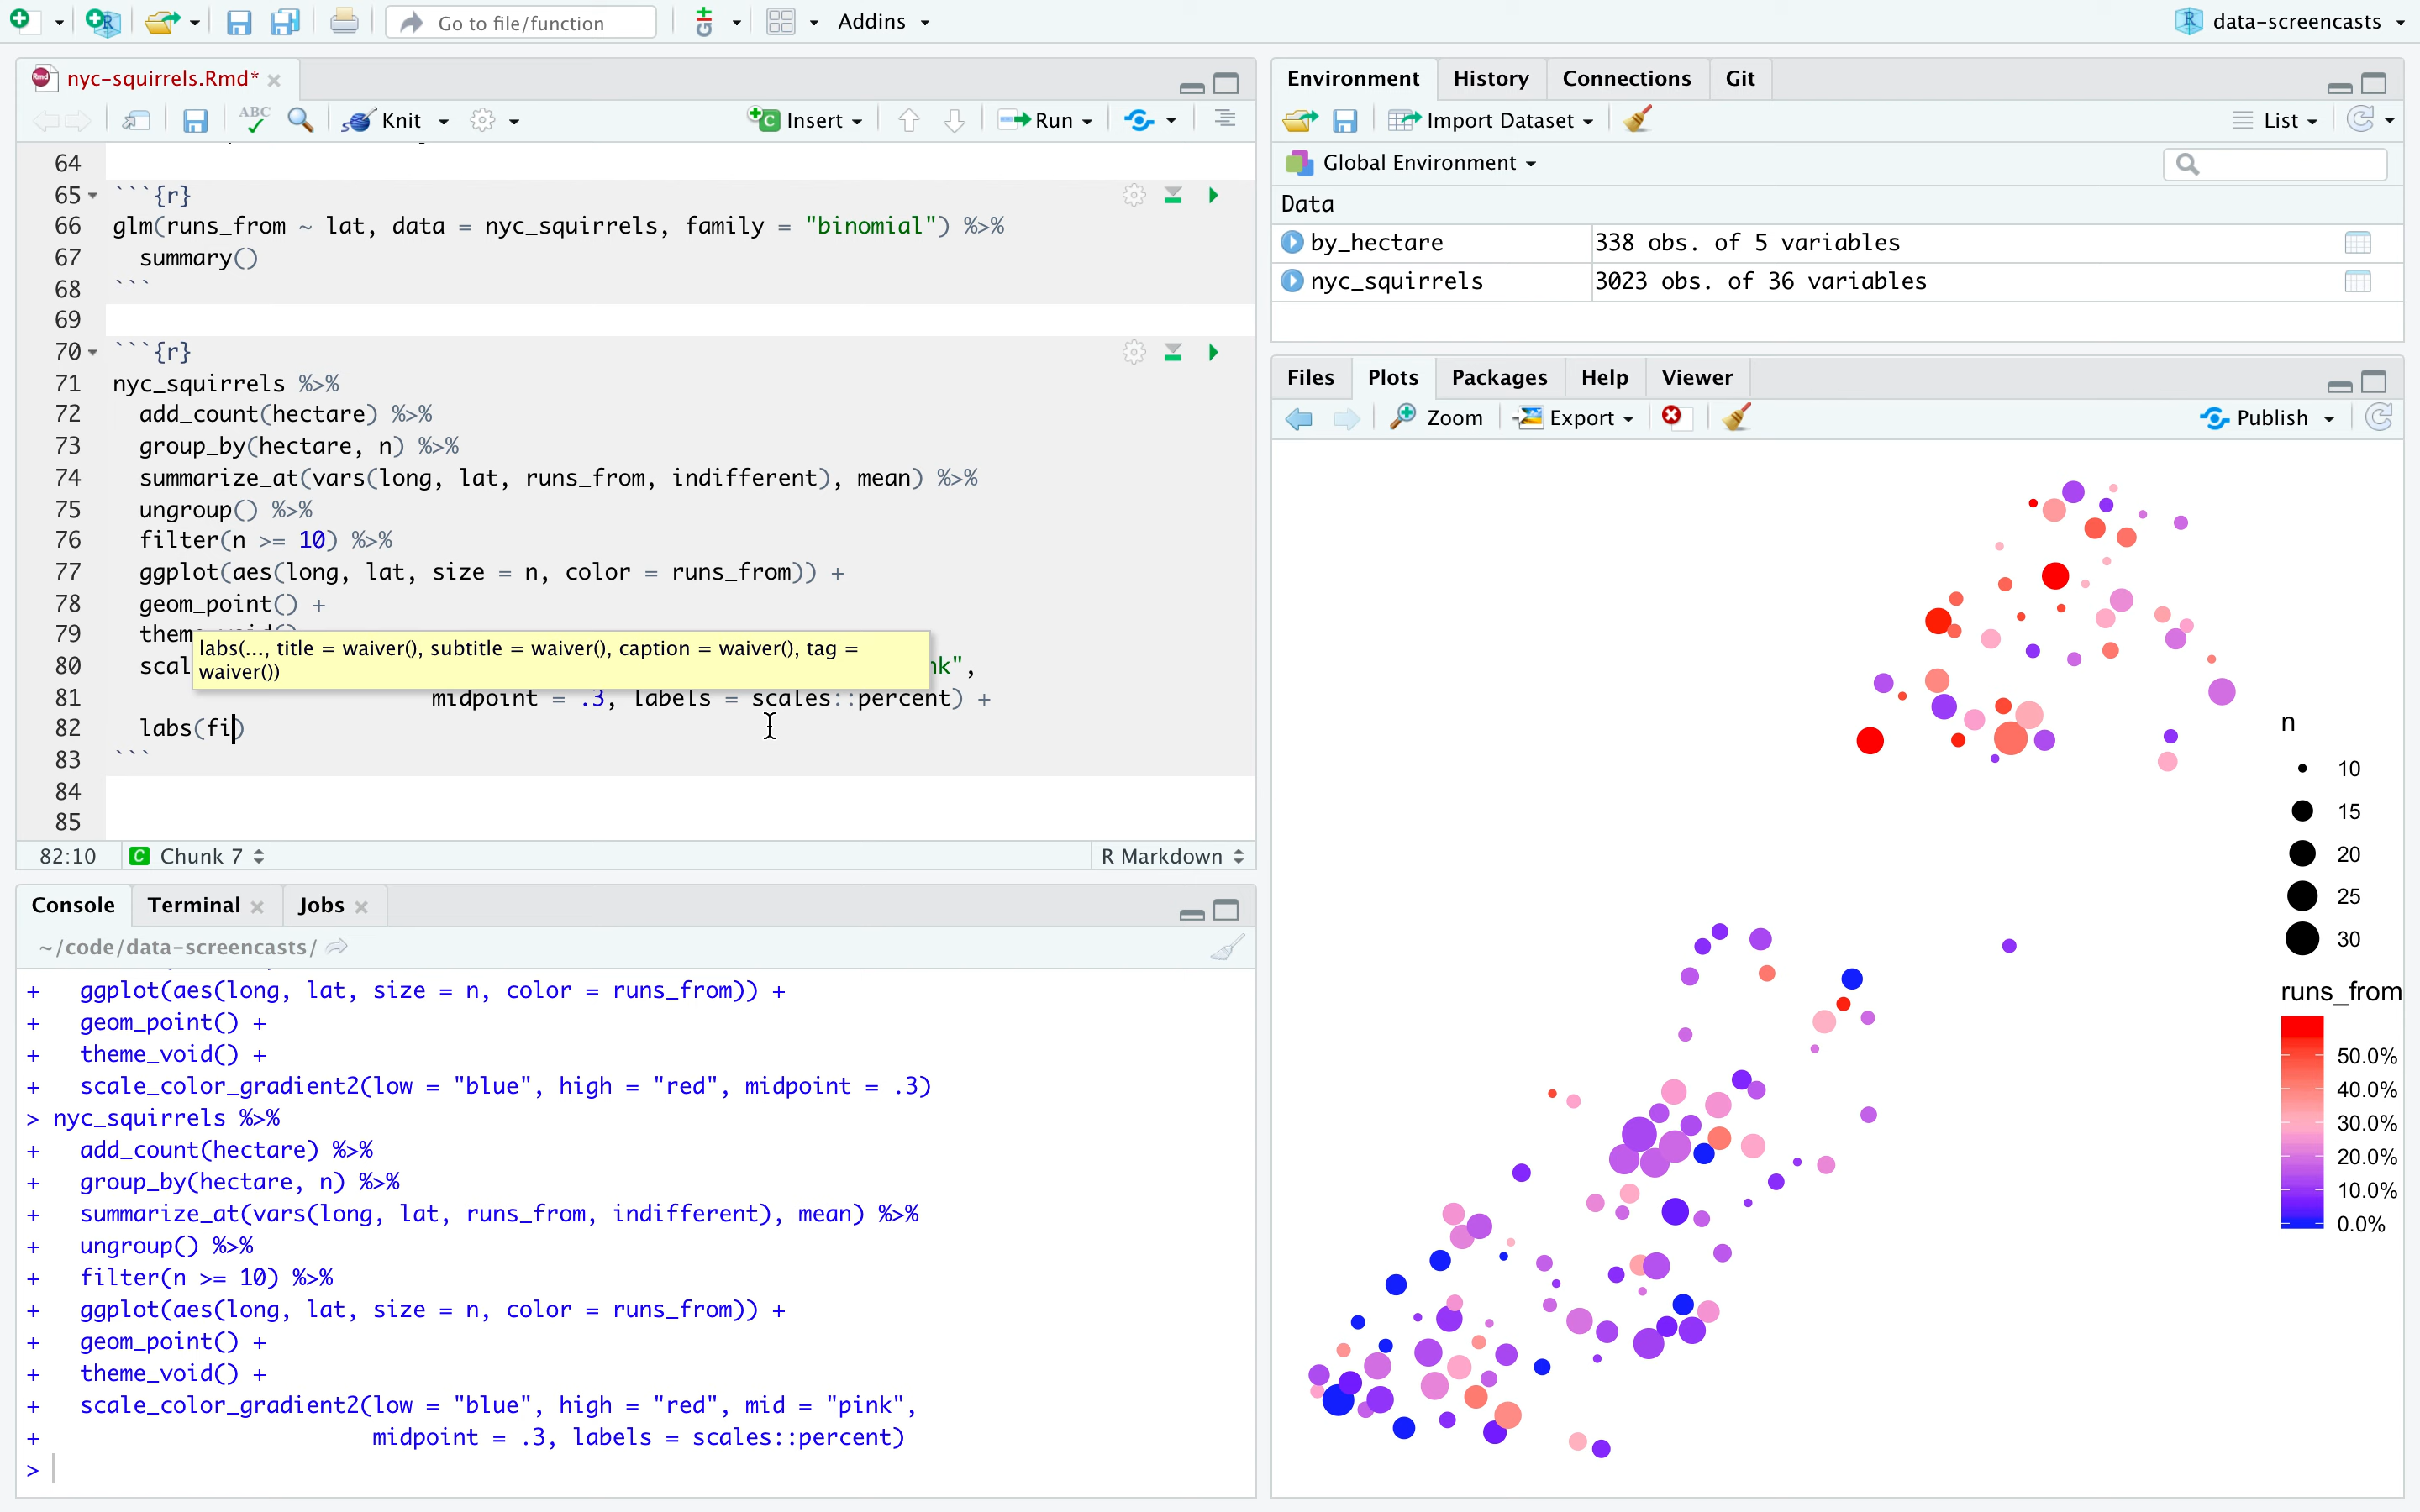 Go to file/function
Addins
data-screencasts
nyc-squirrels.Rmd*
ABC
Knit
Insert
Run
64
65 ```{r}
66 glm(runs_from ~ lat, data = nyc_squirrels, family = "binomial") %>%
67 summary()
68 ```
69
70 ```{r}
71 nyc_squirrels %>%
72 add_count(hectare) %>%
73 group_by(hectare, n) %>%
74 summarize_at(vars(long, lat, runs_from, indifferent), mean) %>%
75 ungroup() %>%
76 filter(n >= 10) %>%
77 ggplot(aes(long, lat, size = n, color = runs_from)) +
78 geom_point() +
79 them
labs(..., title = waiver(), subtitle = waiver(), caption = waiver(), tag =
waiver())
80 scal nk",
81 midpoint = .3, labels = scales::percent) +
82 labs(fi)
83 ```
84
85
82:10 C Chunk 7 R Markdown
Console Terminal Jobs
~/code/data-screencasts/
+ ggplot(aes(long, lat, size = n, color = runs_from)) +
+ geom_point() +
+ theme_void() +
+ scale_color_gradient2(low = "blue", high = "red", midpoint = .3)
> nyc_squirrels %>%
+ add_count(hectare) %>%
+ group_by(hectare, n) %>%
+ summarize_at(vars(long, lat, runs_from, indifferent), mean) %>%
+ ungroup() %>%
+ filter(n >= 10) %>%
+ ggplot(aes(long, lat, size = n, color = runs_from)) +
+ geom_point() +
+ theme_void() +
+ scale_color_gradient2(low = "blue", high = "red", mid = "pink",
+ midpoint = .3, labels = scales::percent)
>
Environment History Connections Git
Import Dataset List
Global Environment
Data
by_hectare 338 obs. of 5 variables
nyc_squirrels 3023 obs. of 36 variables
Files Plots Packages Help Viewer
Zoom Export Publish
n
10
15
20
25
30
runs_from
50.0%
40.0%
30.0%
20.0%
10.0%
0.0%